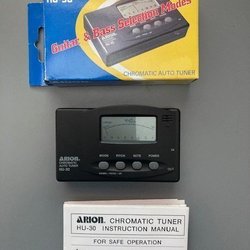 HU-30
Guitar & Bass Selection Modes
CHROMATIC AUTO TUNER
ARION
CHROMATIC
AUTO TUNER
HU-30
MODE
PITCH
NOTE
POWER
ARION CHROMATIC TUNER
HU-30 INSTRUCTION MANUAL
FOR SAFE OPERATION